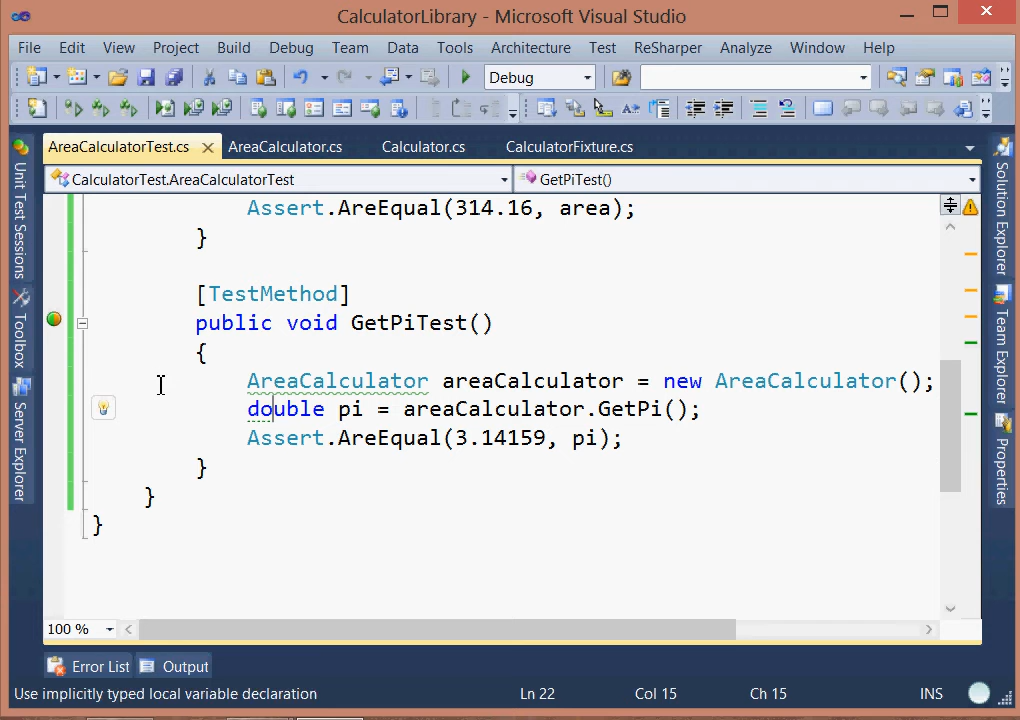 CalculatorLibrary - Microsoft Visual Studio
File Edit View Project Build Debug Team Data Tools Architecture Test ReSharper Analyze Window Help
Debug
AreaCalculatorTest.cs AreaCalculator.cs Calculator.cs CalculatorFixture.cs
CalculatorTest.AreaCalculatorTest GetPiTest()
Unit Test Sessions
Toolbox
Server Explorer
Assert.AreEqual(314.16, area);
}
[TestMethod]
public void GetPiTest()
{
AreaCalculator areaCalculator = new AreaCalculator();
double pi = areaCalculator.GetPi();
Assert.AreEqual(3.14159, pi);
}
}
}
Solution Explorer
Team Explorer
Properties
100 %
Error List Output
Use implicitly typed local variable declaration Ln 22 Col 15 Ch 15 INS